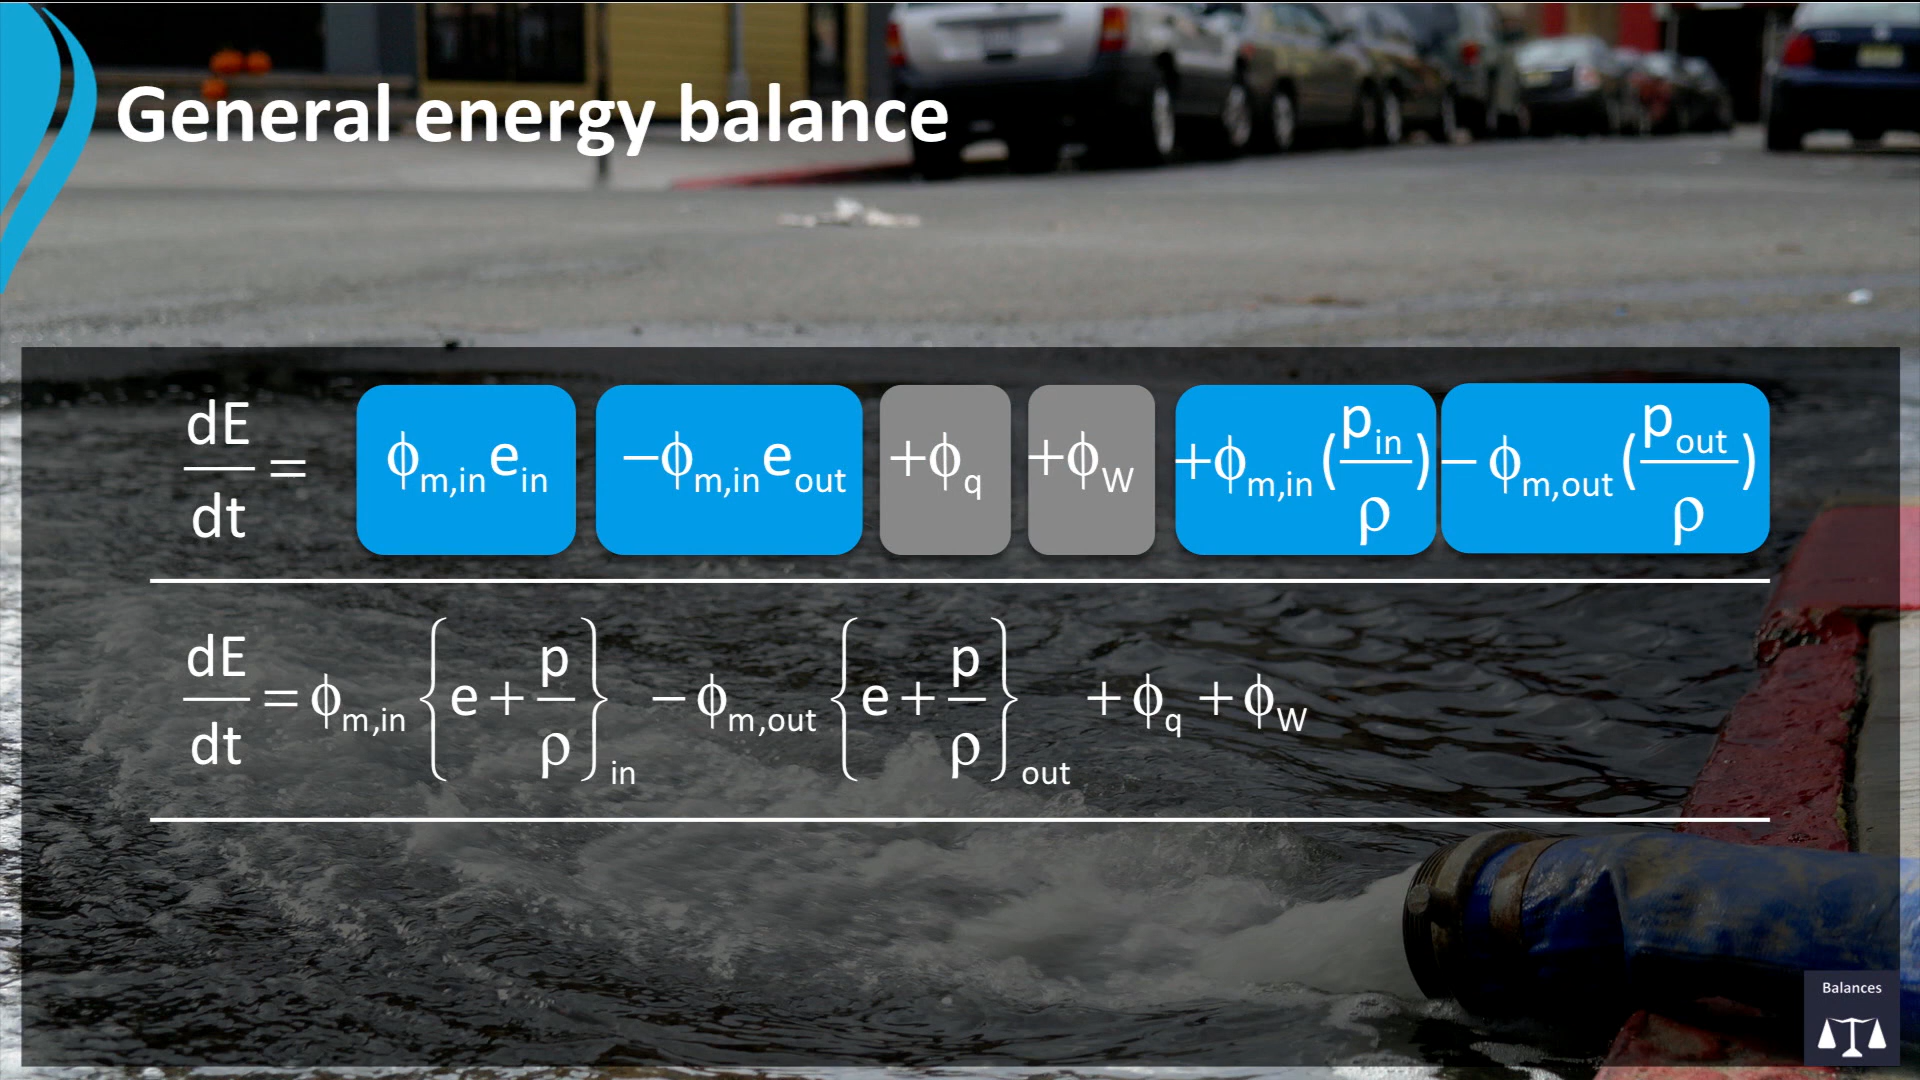 General energy balance
dE/dt = ϕm,in ein −ϕm,in eout +ϕq +ϕW +ϕm,in (pin/ρ) − ϕm,out (pout/ρ)
dE/dt = ϕm,in {e + p/ρ}in − ϕm,out {e + p/ρ}out + ϕq + ϕW
Balances